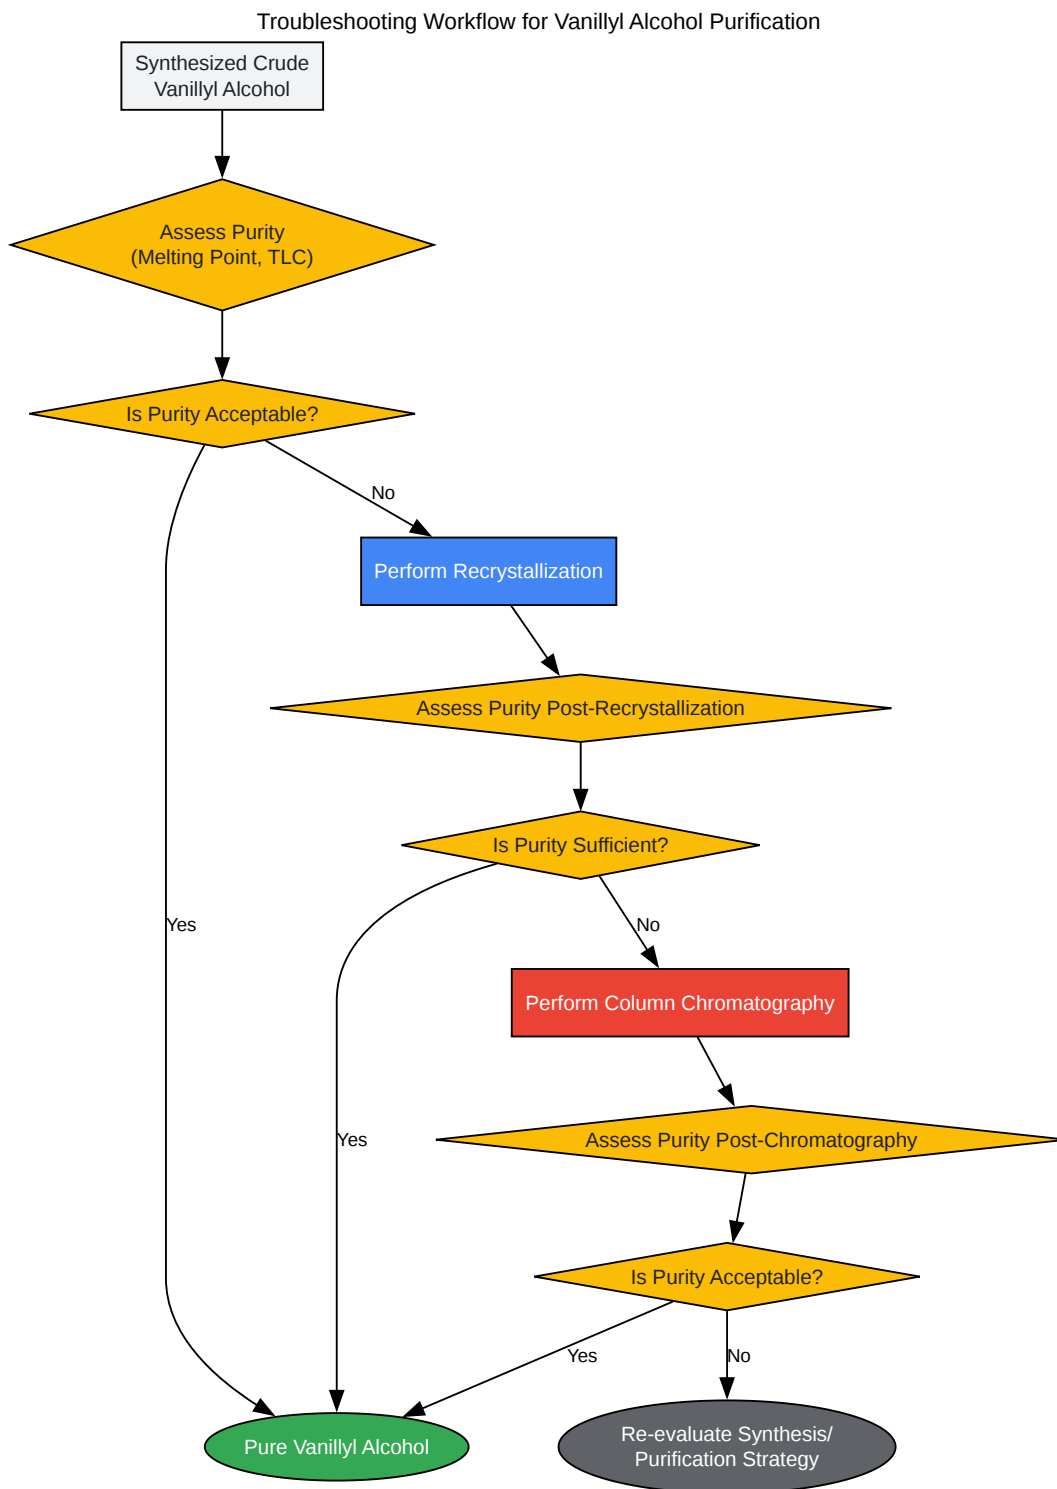 Troubleshooting Workflow for Vanillyl Alcohol Purification
Synthesized Crude
Vanillyl Alcohol
Assess Purity
(Melting Point, TLC)
Is Purity Acceptable?
No
Perform Recrystallization
Assess Purity Post-Recrystallization
Is Purity Sufficient?
Yes
No
Perform Column Chromatography
Yes
Assess Purity Post-Chromatography
Is Purity Acceptable?
Yes
No
Pure Vanillyl Alcohol
Re-evaluate Synthesis/
Purification Strategy